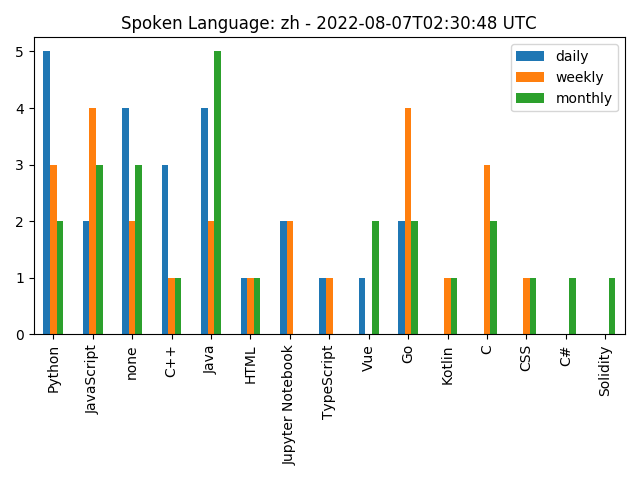 Spoken Language: zh - 2022-08-07T02:30:48 UTC
daily
weekly
monthly
5
4
3
2
1
0
Python
JavaScript
none
C++
Java
HTML
Jupyter Notebook
TypeScript
Vue
Go
Kotlin
C
CSS
C#
Solidity